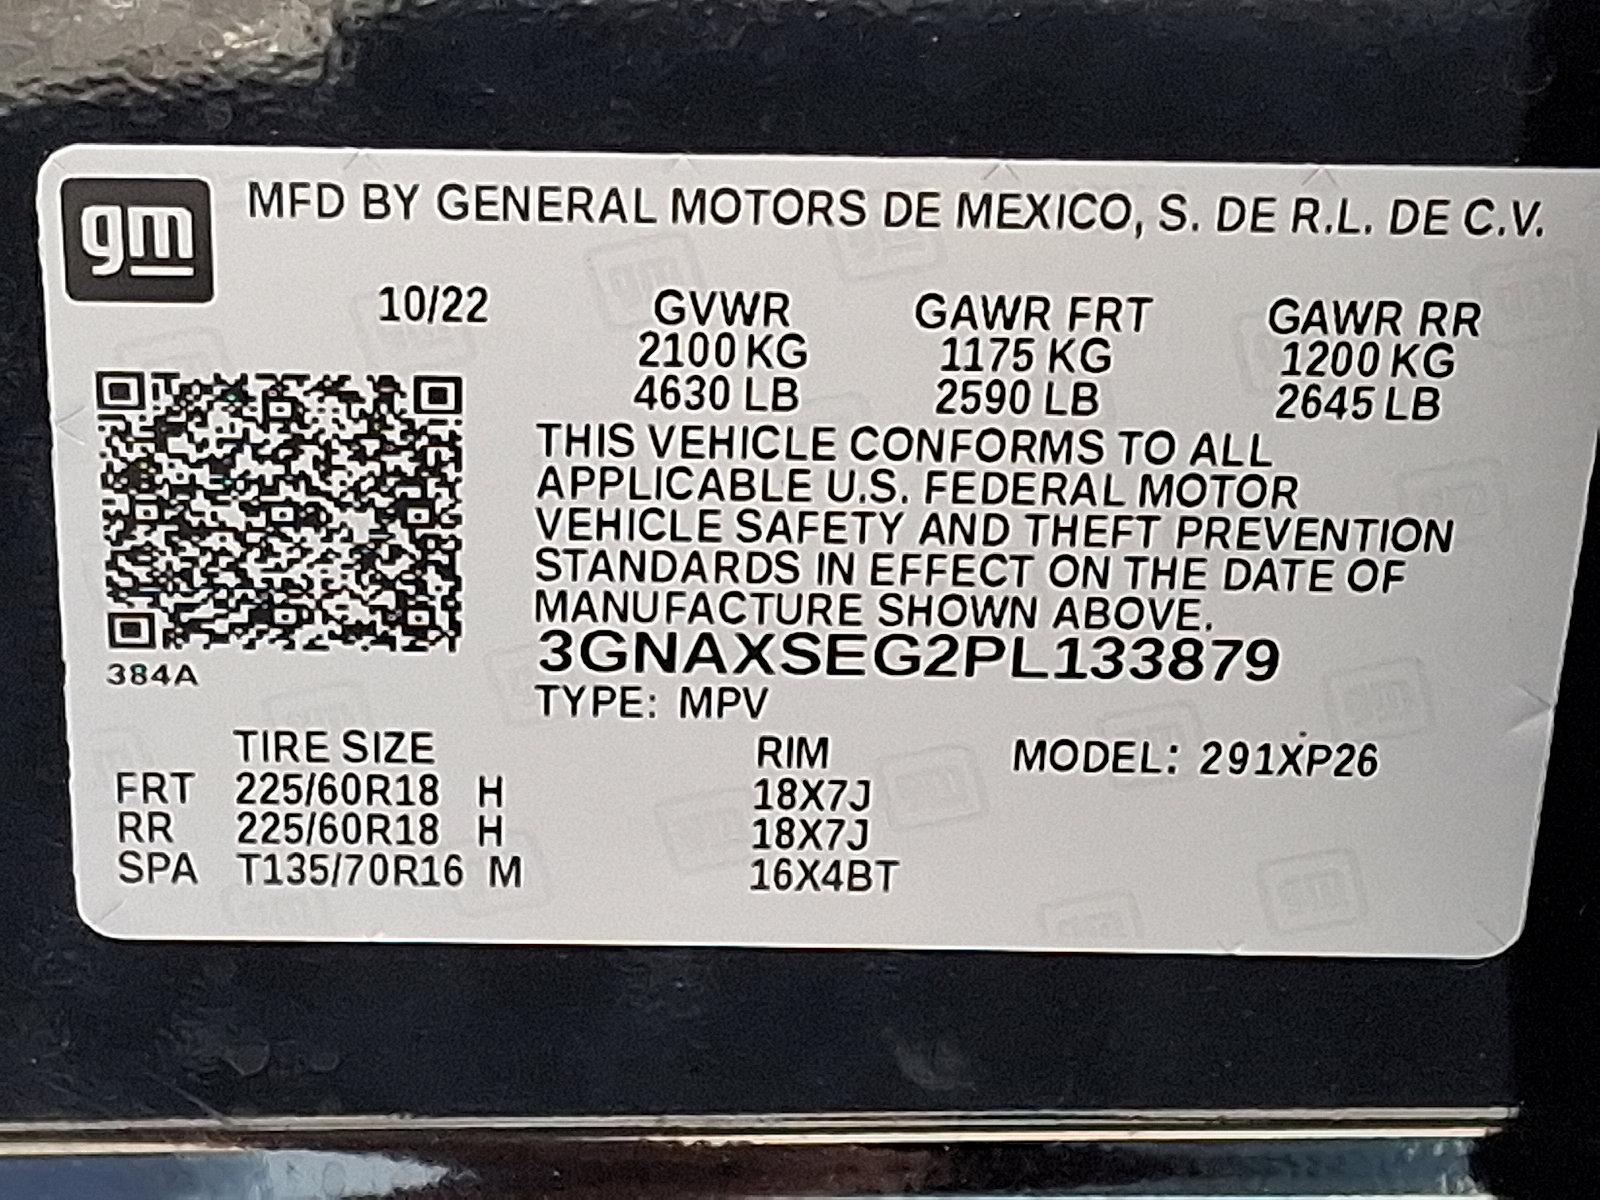 gm
MFD BY GENERAL MOTORS DE MEXICO, S. DE R.L. DE C.V.
10/22 GVWR GAWR FRT GAWR RR
2100 KG 1175 KG 1200 KG
4630 LB 2590 LB 2645 LB
THIS VEHICLE CONFORMS TO ALL
APPLICABLE U.S. FEDERAL MOTOR
VEHICLE SAFETY AND THEFT PREVENTION
STANDARDS IN EFFECT ON THE DATE OF
MANUFACTURE SHOWN ABOVE.
3GNAXSEG2PL133879
384A
TYPE: MPV
TIRE SIZE RIM MODEL: 291XP26
FRT 225/60R18 H 18X7J
RR 225/60R18 H 18X7J
SPA T135/70R16 M 16X4BT